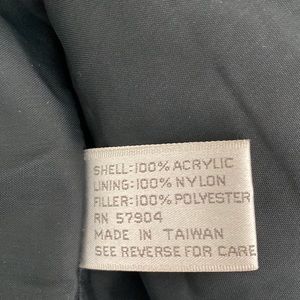 SHELL:100% ACRYLIC
LINING:100% NYLON
FILLER:100% POLYESTER
RN 57904
MADE IN TAIWAN
SEE REVERSE FOR CARE